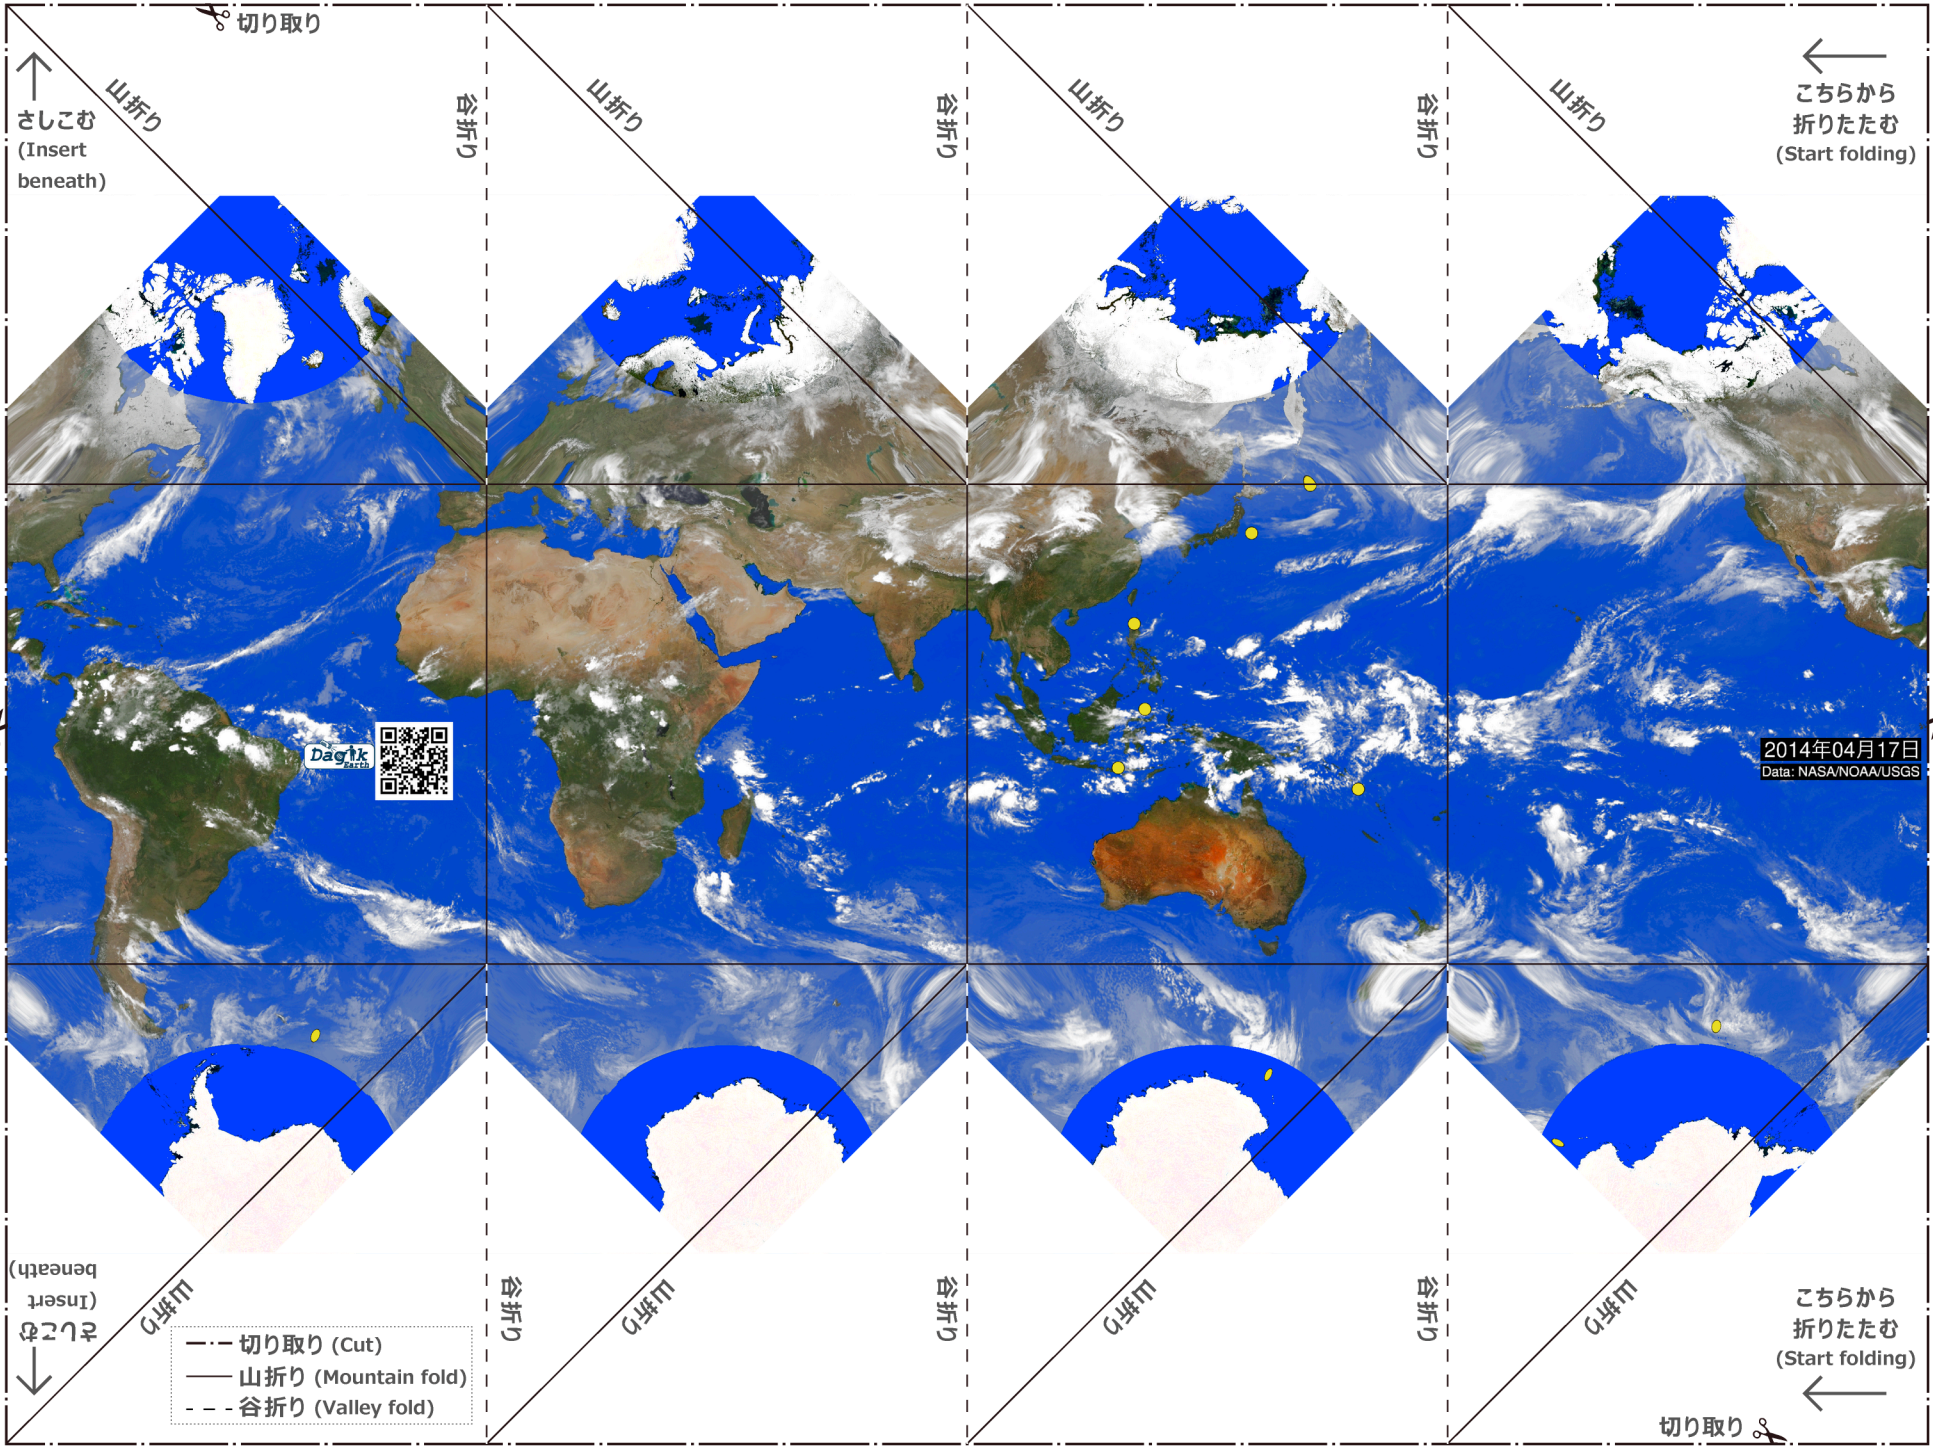 切り取り
山折り
谷折り
山折り
谷折り
山折り
谷折り
山折り
さしこむ
(Insert
beneath)
こちらから
折りたたむ
(Start folding)
Dagik
Earth
2014年04月17日
Data: NASA/NOAA/USGS
さしこむ
(Insert
beneath)
山折り
谷折り
山折り
谷折り
山折り
谷折り
山折り
切り取り (Cut)
山折り (Mountain fold)
谷折り (Valley fold)
こちらから
折りたたむ
(Start folding)
切り取り